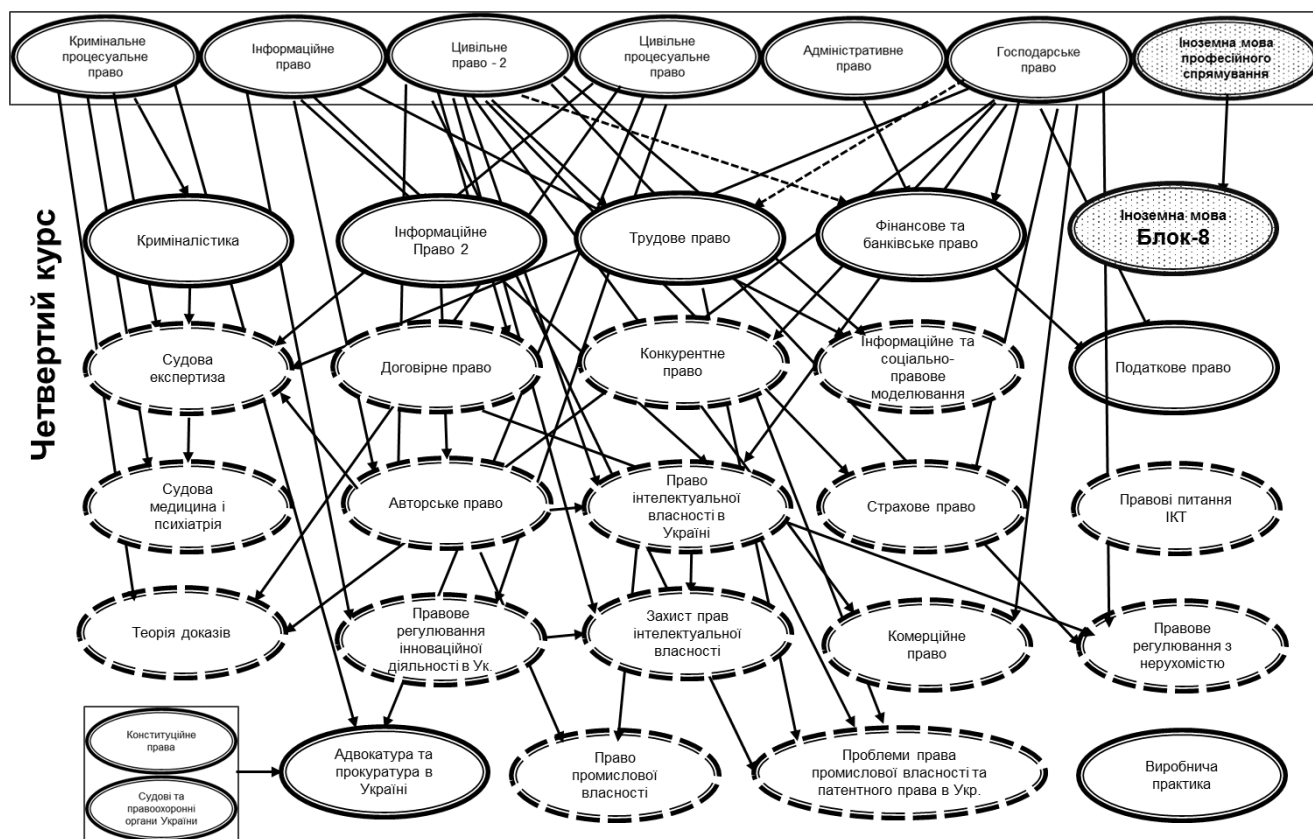 Кримінальне
процесуальне
право
Інформаційне
право
Цивільне
право - 2
Цивільне
процесуальне
право
Адміністративне
право
Господарське
право
Іноземна мова
професійного
спрямування
Четвертий курс
Криміналістика
Інформаційне
Право 2
Трудове право
Фінансове та
банківське право
Іноземна мова
Блок-8
Судова
експертиза
Договірне право
Конкурентне
право
Інформаційне та
соціально-
правове
моделювання
Податкове право
Судова
медицина і
психіатрія
Авторське право
Право
інтелектуальної
власності в
Україні
Страхове право
Правові питання
ІКТ
Теорія доказів
Правове
регулювання
інноваційної
діяльності в Ук.
Захист прав
інтелектуальної
власності
Комерційне
право
Правове
регулювання з
нерухомістю
Конституційне
права
Судові та
правоохоронні
органи України
Адвокатура та
прокуратура в
Україні
Право
промислової
власності
Проблеми права
промислової власності та
патентного права в Укр.
Виробнича
практика